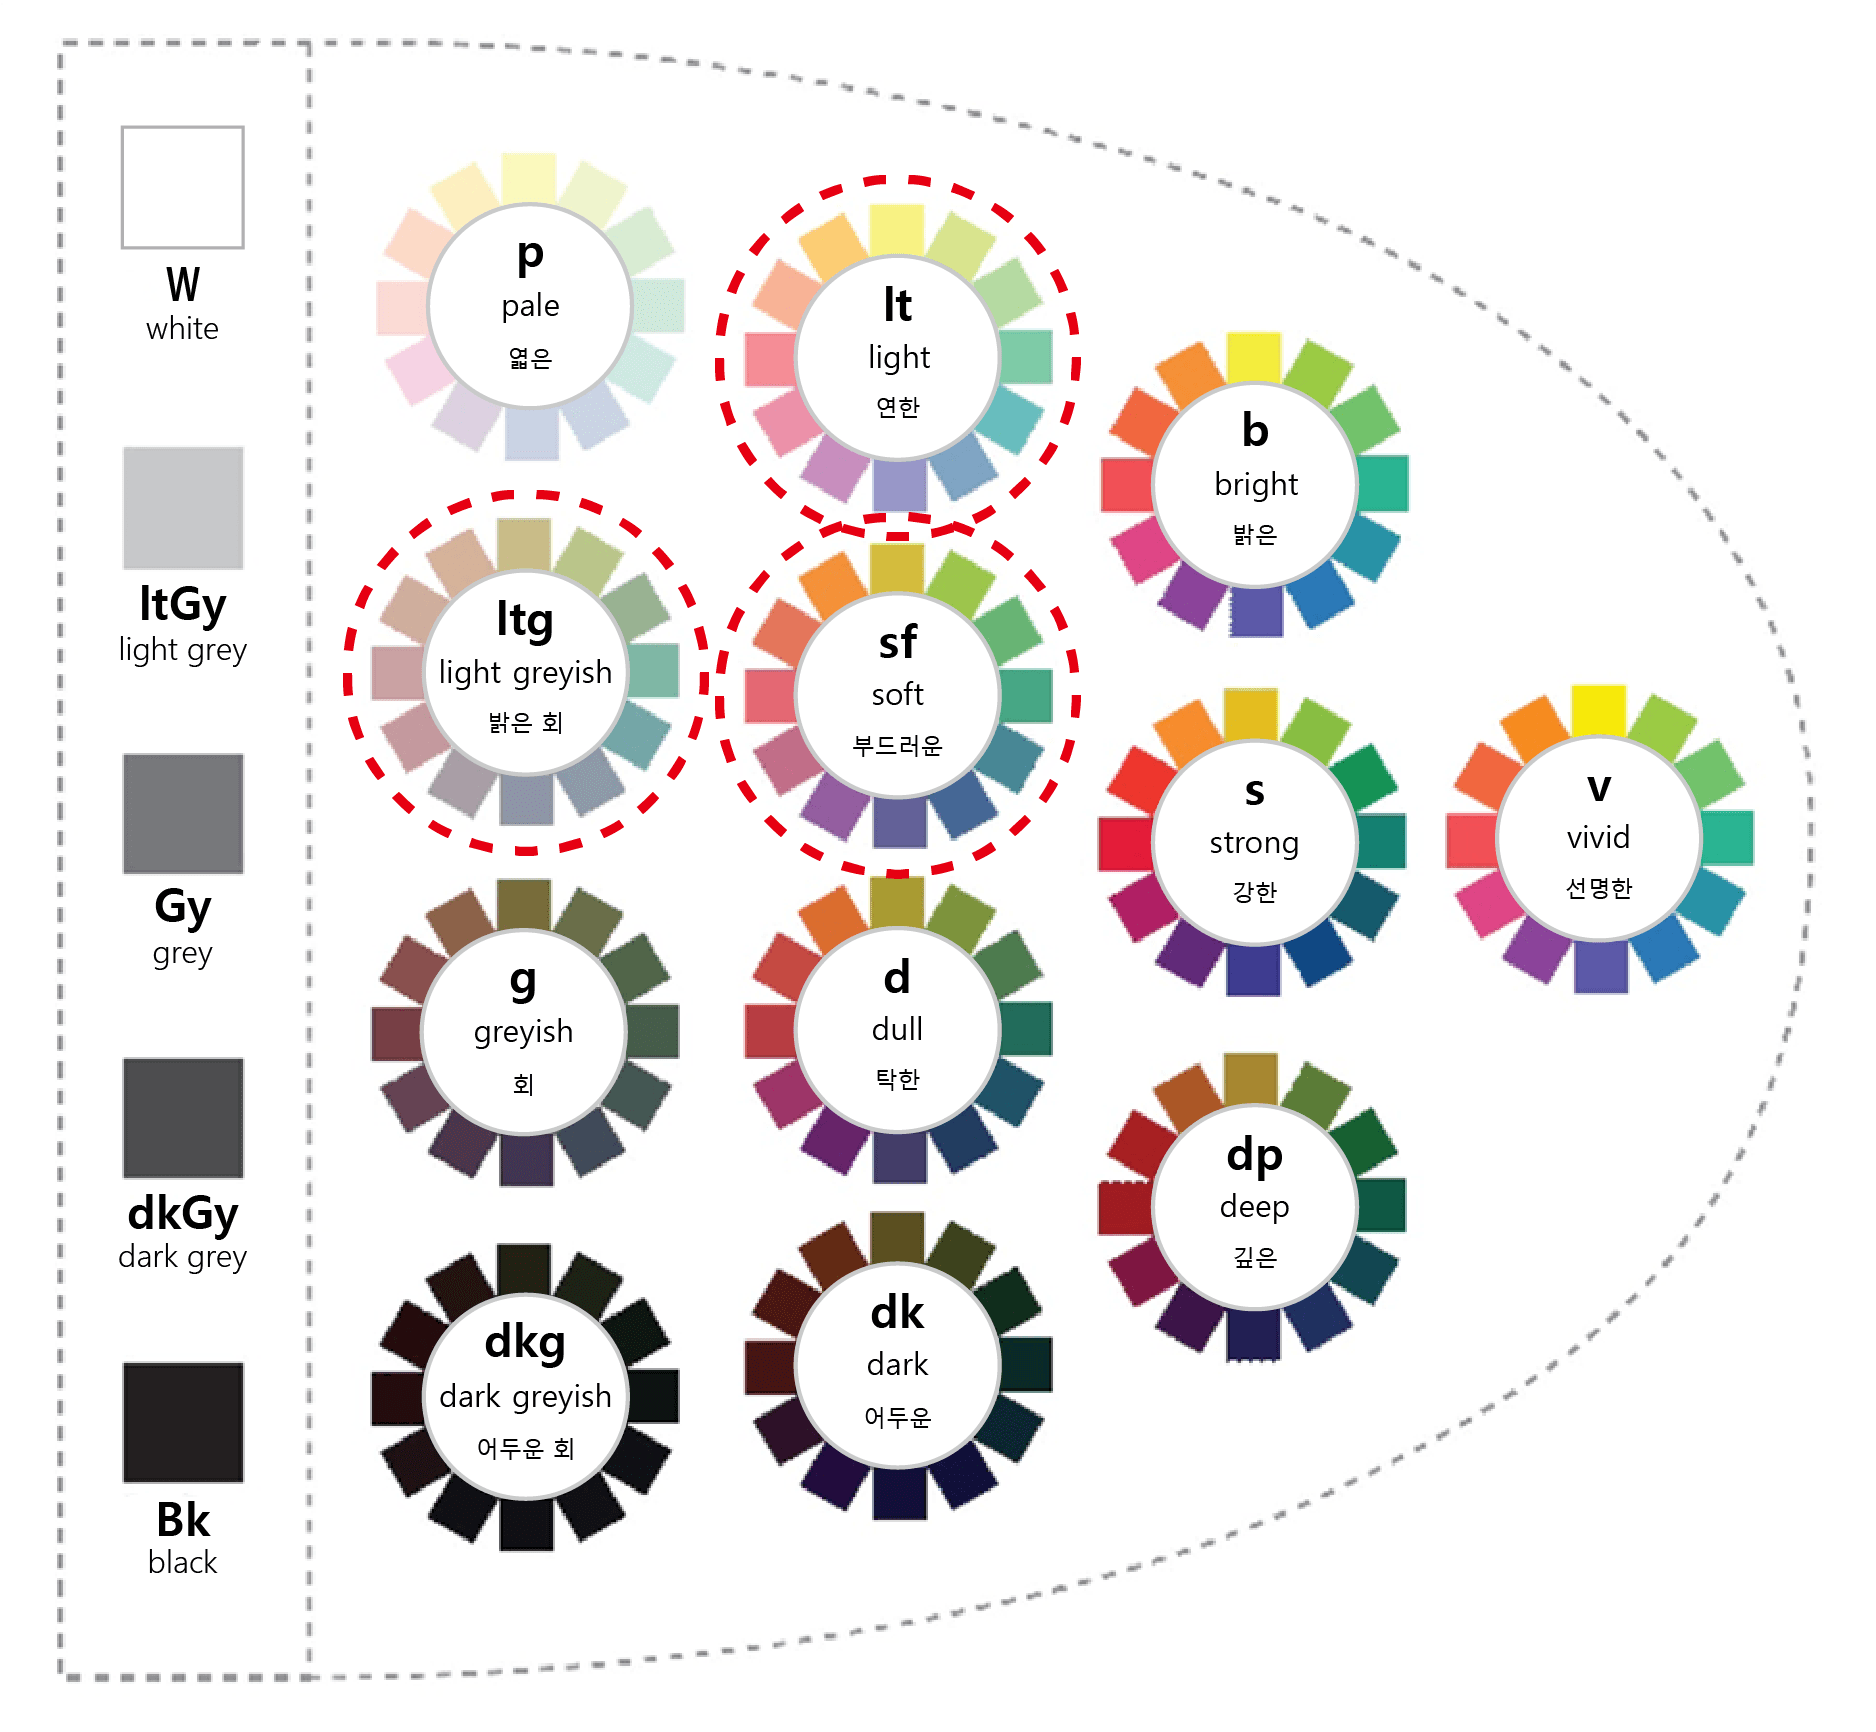 W
white
ltGy
light grey
Gy
grey
dkGy
dark grey
Bk
black
p
pale
엷은
lt
light
연한
b
bright
밝은
ltg
light greyish
밝은 회
sf
soft
부드러운
s
strong
강한
v
vivid
선명한
g
greyish
회
d
dull
탁한
dp
deep
깊은
dkg
dark greyish
어두운 회
dk
dark
어두운